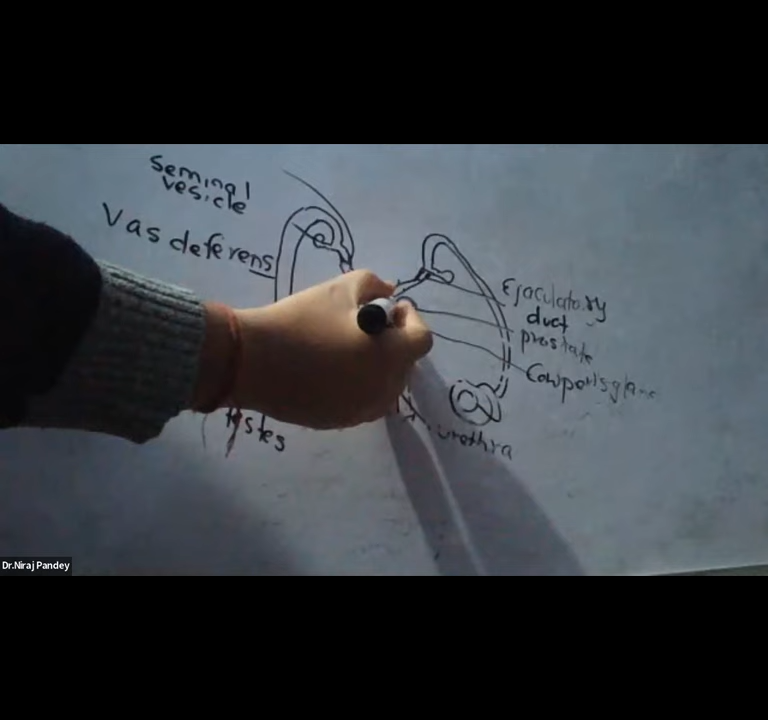 Seminal
vesicle
Vas deferens
Ejaculatory
duct
prostate
Cowper's gland
testes
urethra
Dr.Niraj Pandey